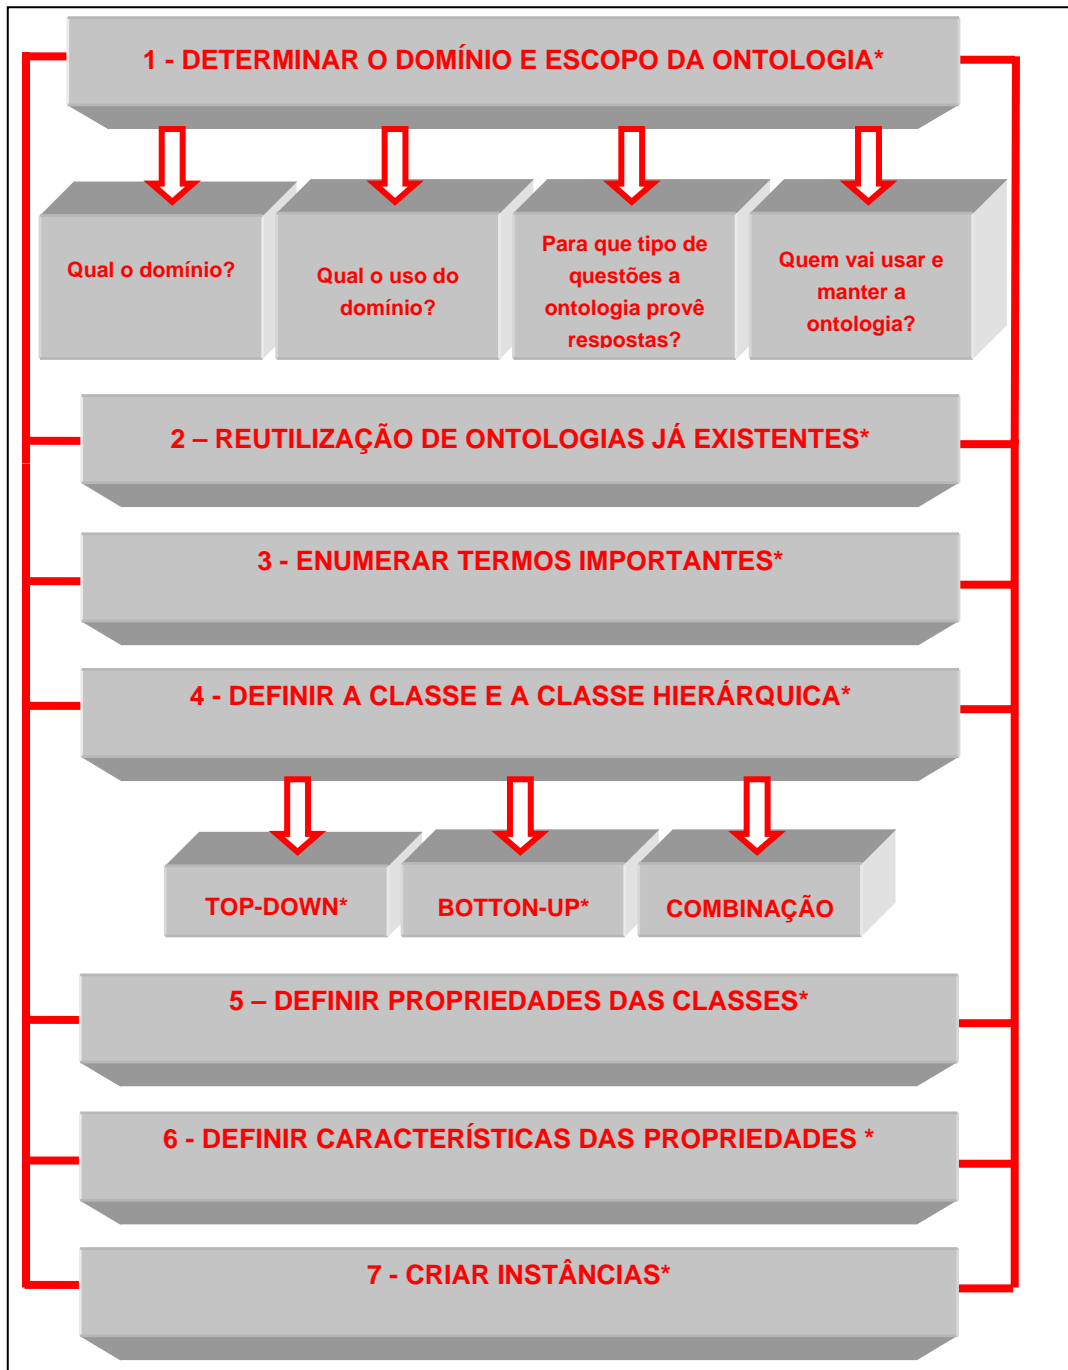 1 - DETERMINAR O DOMÍNIO E ESCOPO DA ONTOLOGIA*
Qual o domínio?
Qual o uso do
domínio?
Para que tipo de
questões a
ontologia provê
respostas?
Quem vai usar e
manter a
ontologia?
2 – REUTILIZAÇÃO DE ONTOLOGIAS JÁ EXISTENTES*
3 - ENUMERAR TERMOS IMPORTANTES*
4 - DEFINIR A CLASSE E A CLASSE HIERÁRQUICA*
TOP-DOWN*
BOTTON-UP*
COMBINAÇÃO
5 – DEFINIR PROPRIEDADES DAS CLASSES*
6 - DEFINIR CARACTERÍSTICAS DAS PROPRIEDADES *
7 - CRIAR INSTÂNCIAS*